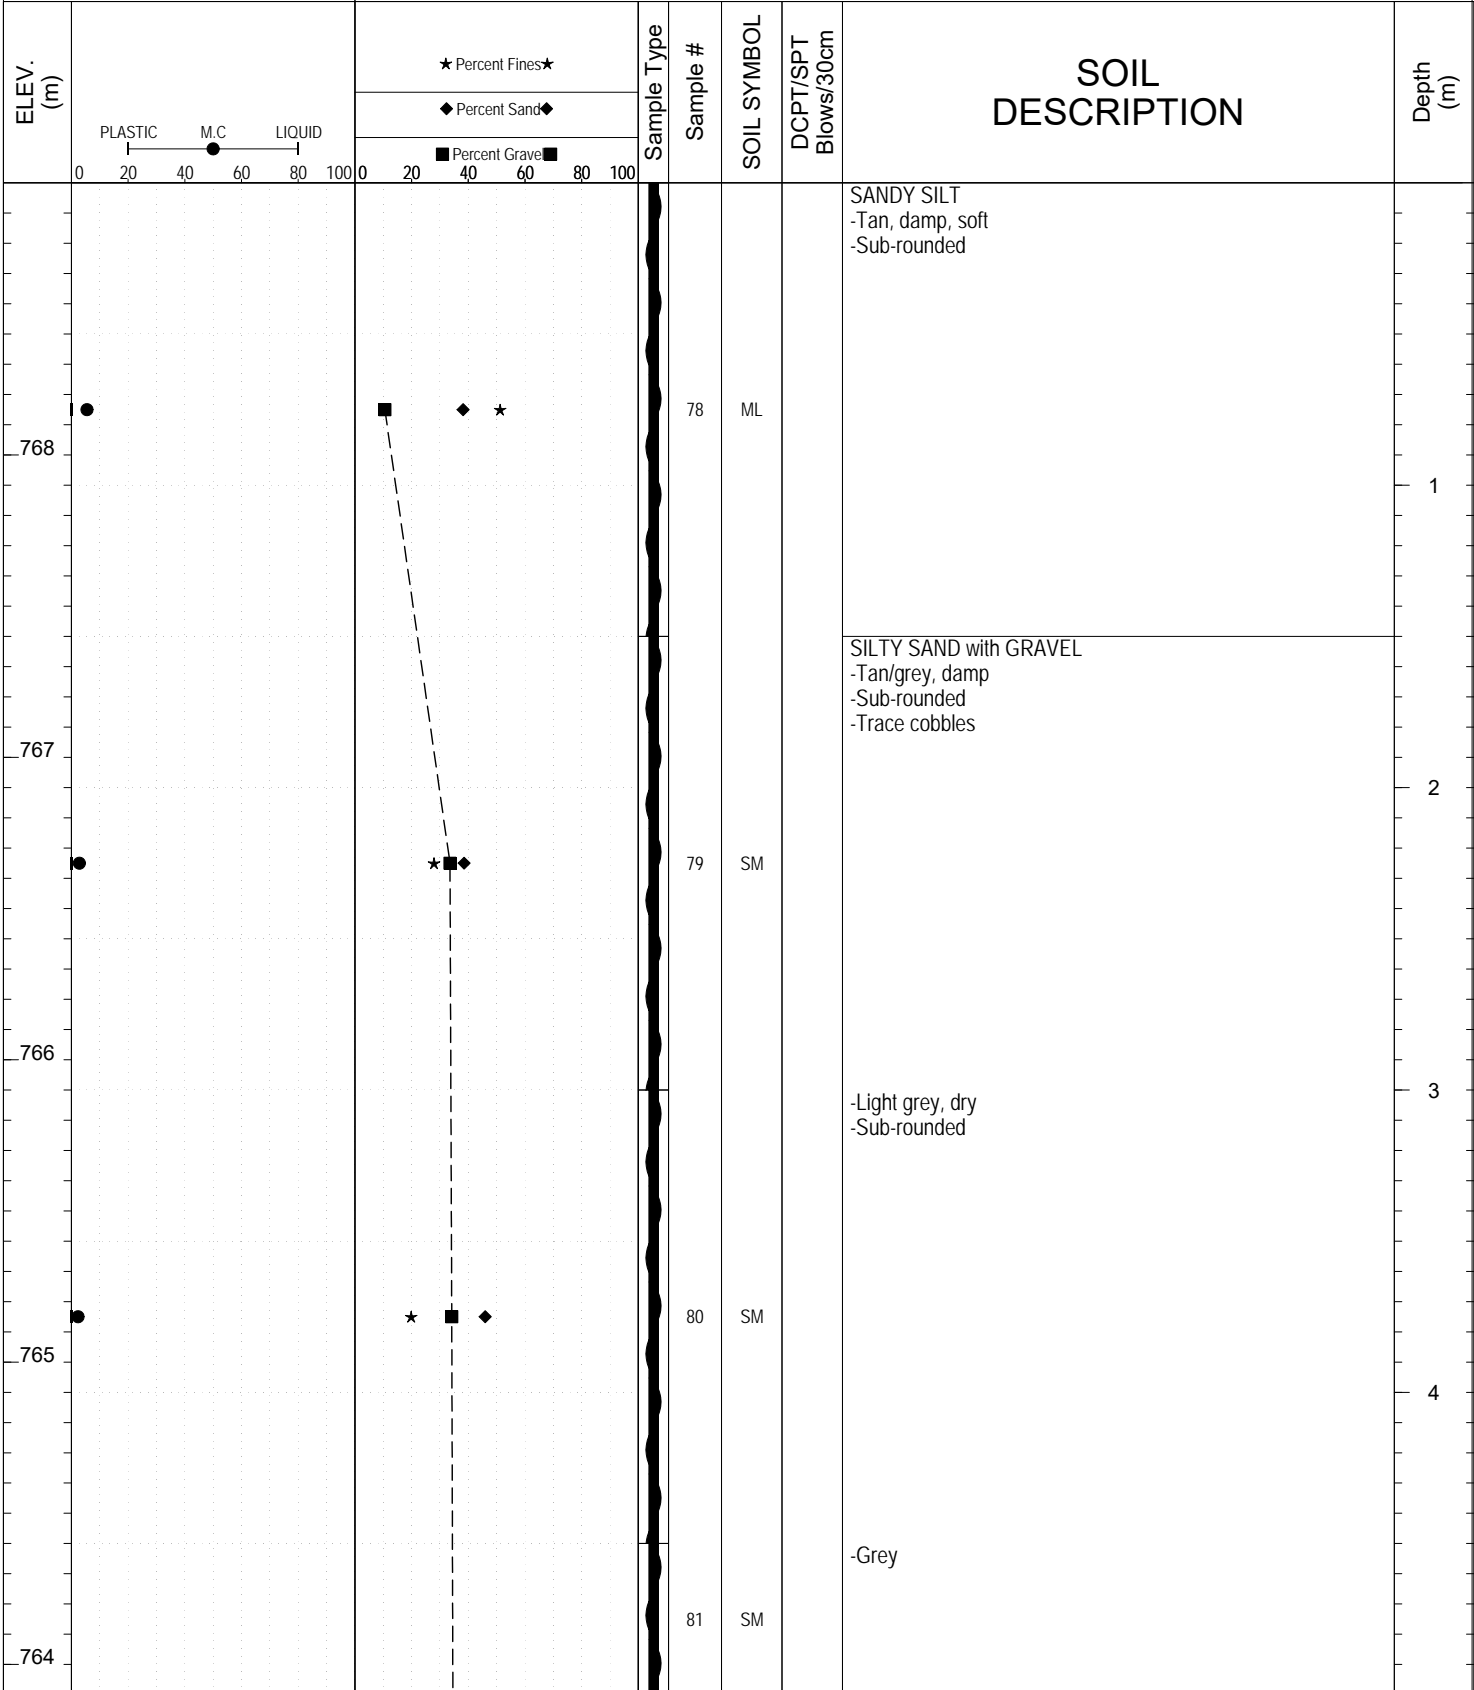 ELEV.
(m)
PLASTIC M.C LIQUID
0 20 40 60 80 100
★ Percent Fines ★
◆ Percent Sand ◆
■ Percent Gravel ■
0 20 40 60 80 100
Sample Type
Sample #
SOIL SYMBOL
DCPT/SPT
Blows/30cm
SOIL
DESCRIPTION
Depth
(m)
SANDY SILT
-Tan, damp, soft
-Sub-rounded
78 ML
768
1
SILTY SAND with GRAVEL
-Tan/grey, damp
-Sub-rounded
-Trace cobbles
767
2
79 SM
766
3
-Light grey, dry
-Sub-rounded
80 SM
765
4
-Grey
81 SM
764